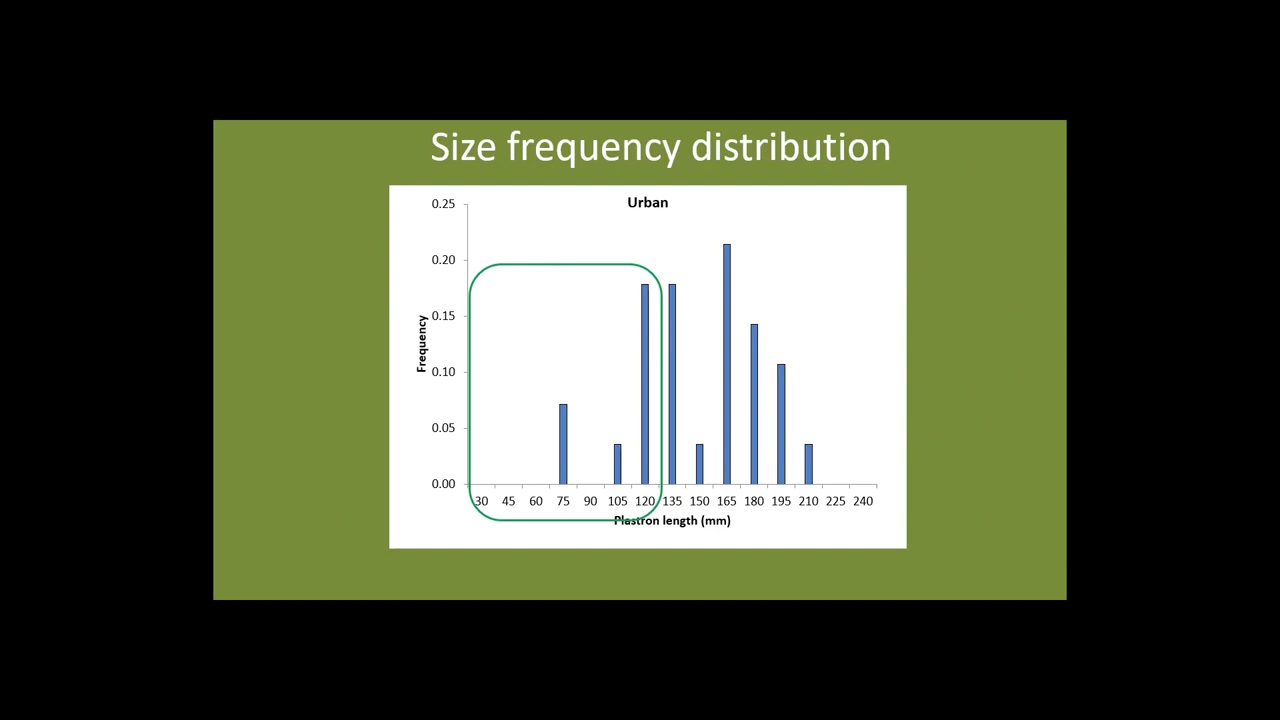 Size frequency distribution
Urban
0.25
0.20
0.15
0.10
0.05
0.00
Frequency
30 45 60 75 90 105 120 135 150 165 180 195 210 225 240
Plastron length (mm)